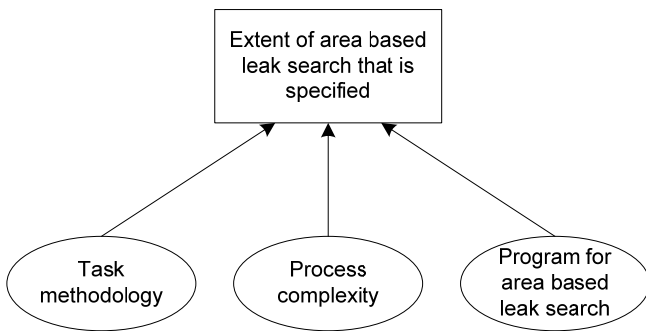 Extent of area based
leak search that is
specified
Task
methodology
Process
complexity
Program for
area based
leak search